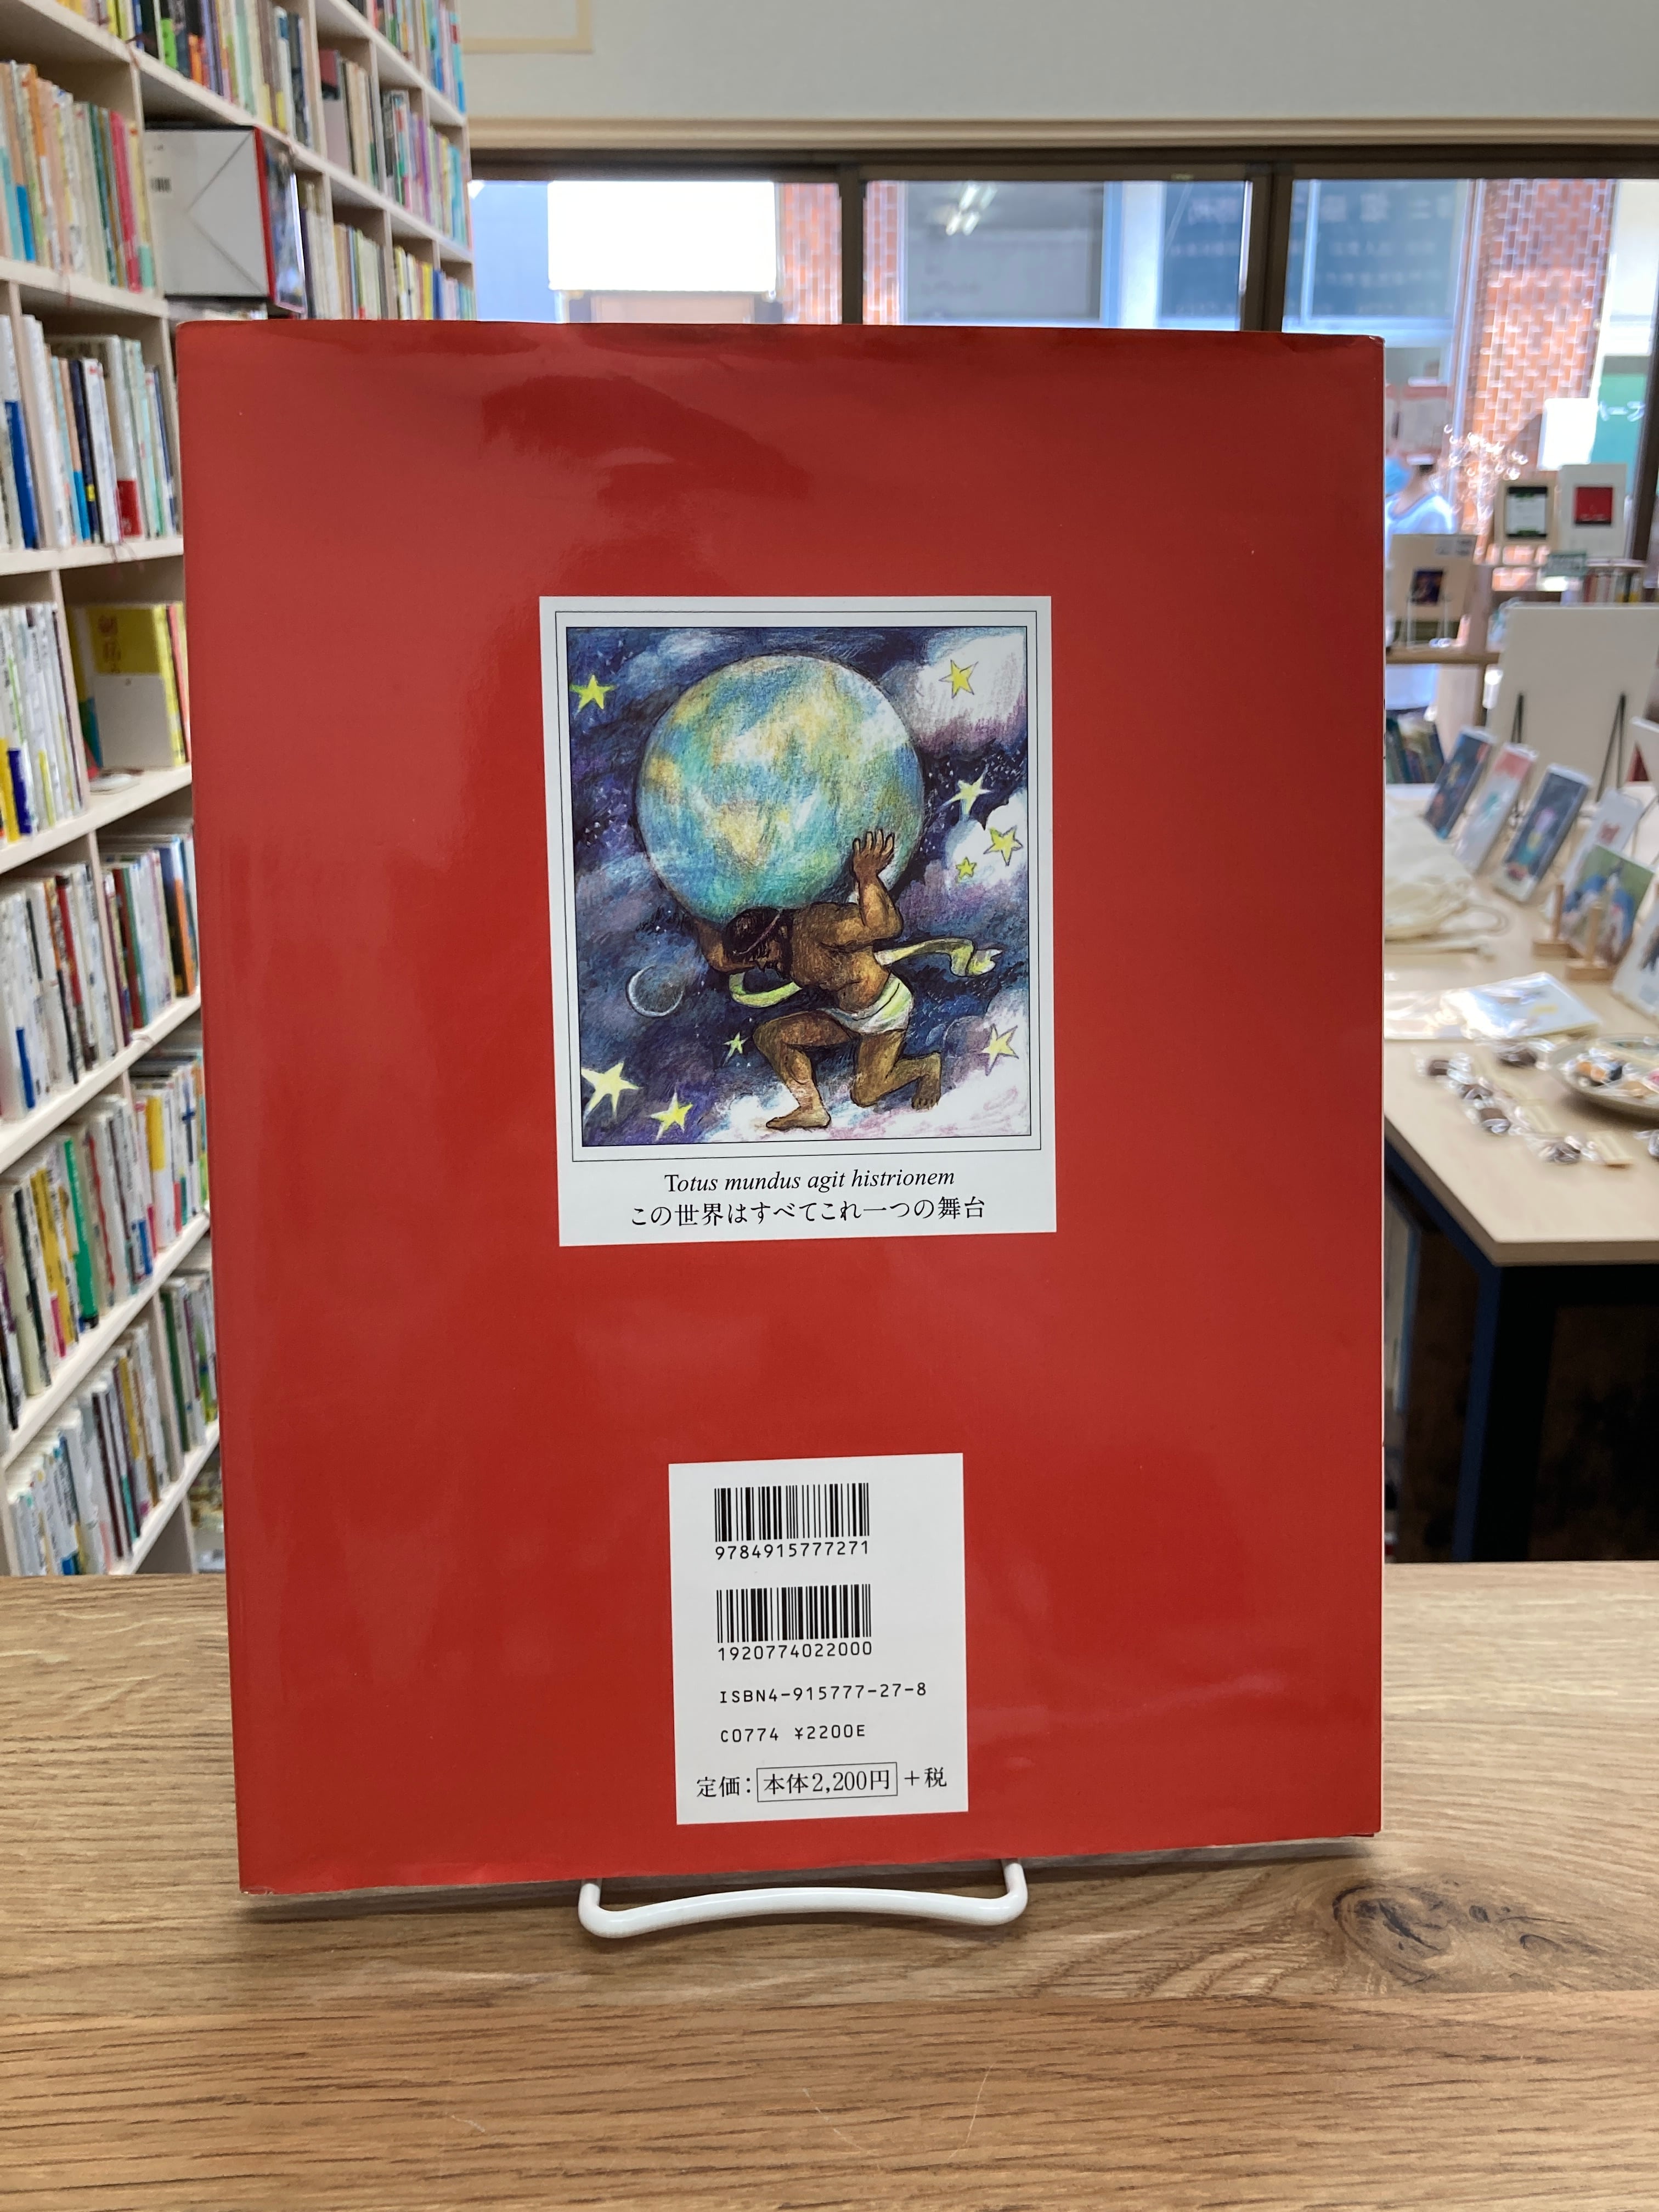 Totus mundus agit histrionem
この世界はすべてこれ一つの舞台
9784915777271
1920774022000
ISBN4-915777-27-8
C0774 ¥2200E
定価：本体2,200円＋税